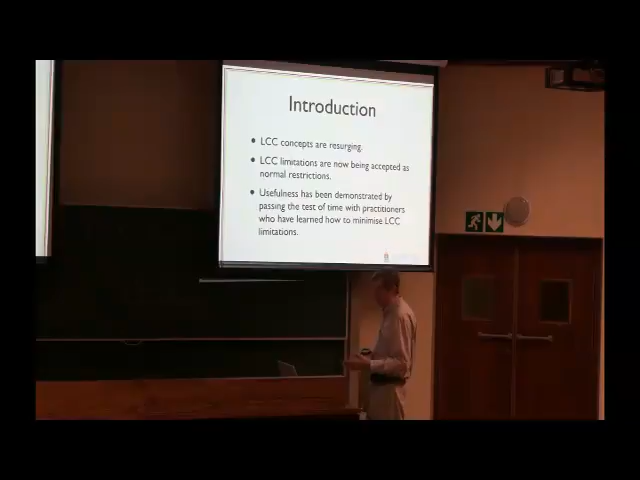 Introduction
• LCC concepts are resurging.
• LCC limitations are now being accepted as
normal restrictions.
• Usefulness has been demonstrated by
passing the test of time with practitioners
who have learned how to minimise LCC
limitations.